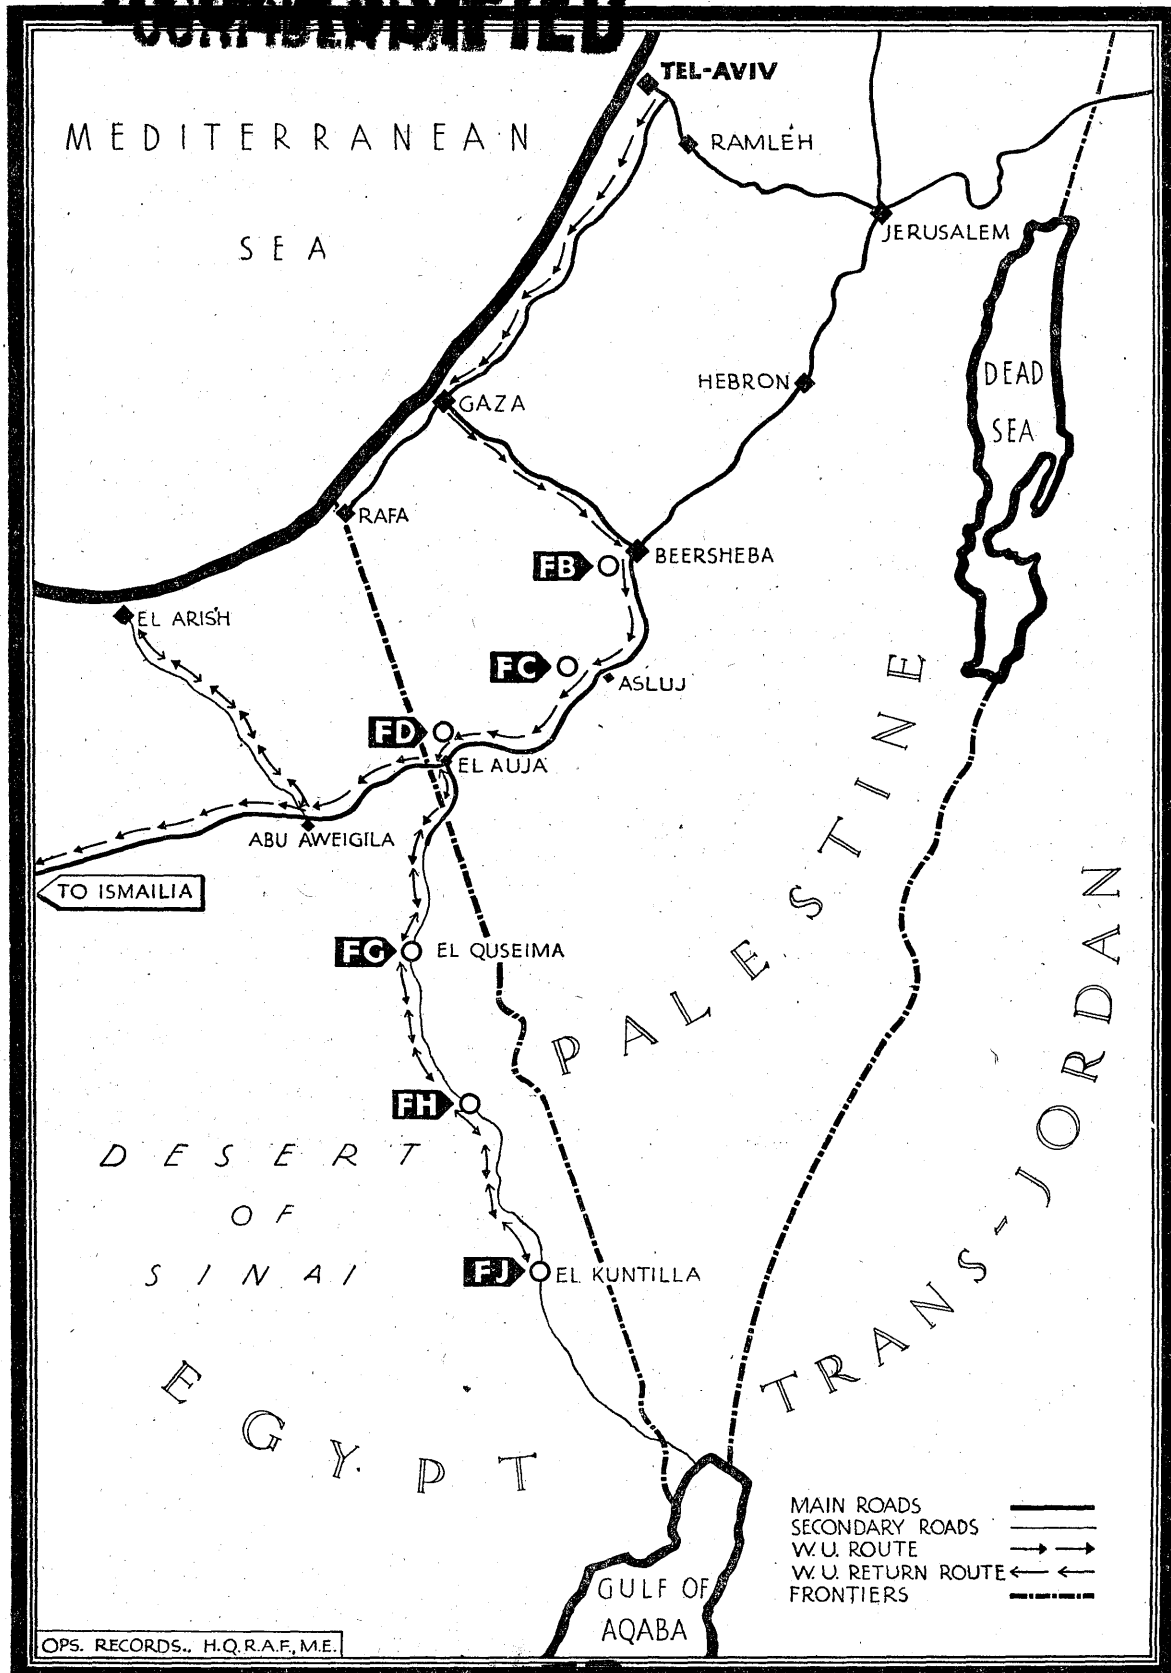 TEL-AVIV
MEDITERRANEAN
RAMLEH
SEA
JERUSALEM
DEAD
SEA
HEBRON
GAZA
RAFA
BEERSHEBA
FB
EL ARISH
FC
ASLUJ
FD
EL AUJA
ABU AWEIGILA
TO ISMAILIA
PALESTINE
FG
EL QUSEIMA
TRANS-JORDAN
FH
DESERT
OF
SINAI
FJ
EL KUNTILLA
EGYPT
MAIN ROADS
SECONDARY ROADS
W.U. ROUTE
W.U. RETURN ROUTE
FRONTIERS
GULF OF
AQABA
OPS. RECORDS., H.Q.R.A.F., M.E.